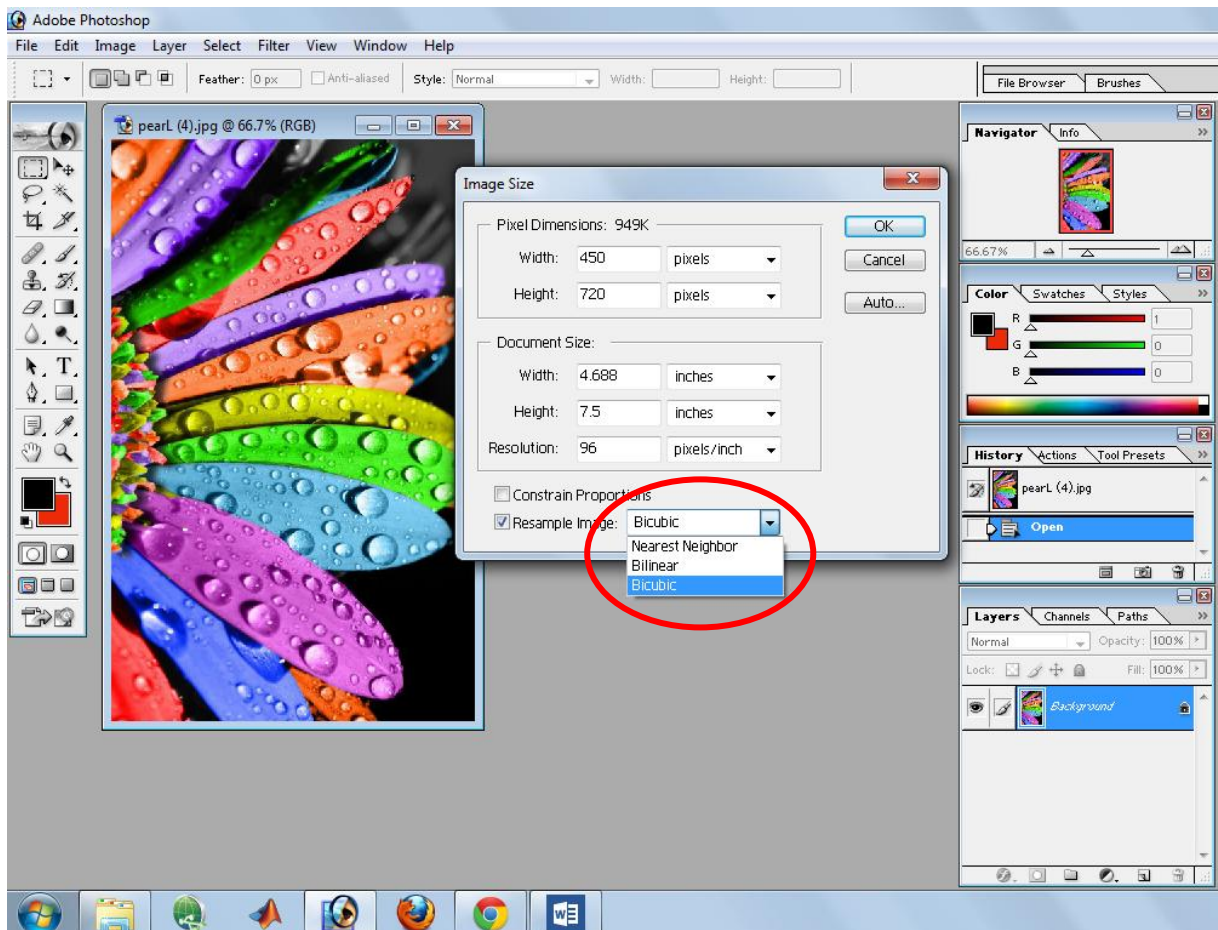 Adobe Photoshop
File Edit Image Layer Select Filter View Window Help
Feather: 0 px Anti-aliased Style: Normal Width: Height: File Browser Brushes
pearL (4).jpg @ 66.7% (RGB)
Navigator Info
66.67%
Image Size
Pixel Dimensions: 949K
Width: 450 pixels
Height: 720 pixels
OK
Cancel
Auto...
Document Size:
Width: 4.688 inches
Height: 7.5 inches
Resolution: 96 pixels/inch
Constrain Proportions
Resample Image: Bicubic
Nearest Neighbor
Bilinear
Bicubic
Color Swatches Styles
R 1
G 0
B 0
History Actions Tool Presets
pearL (4).jpg
Open
Layers Channels Paths
Normal Opacity: 100%
Lock: Fill: 100%
Background
T
W